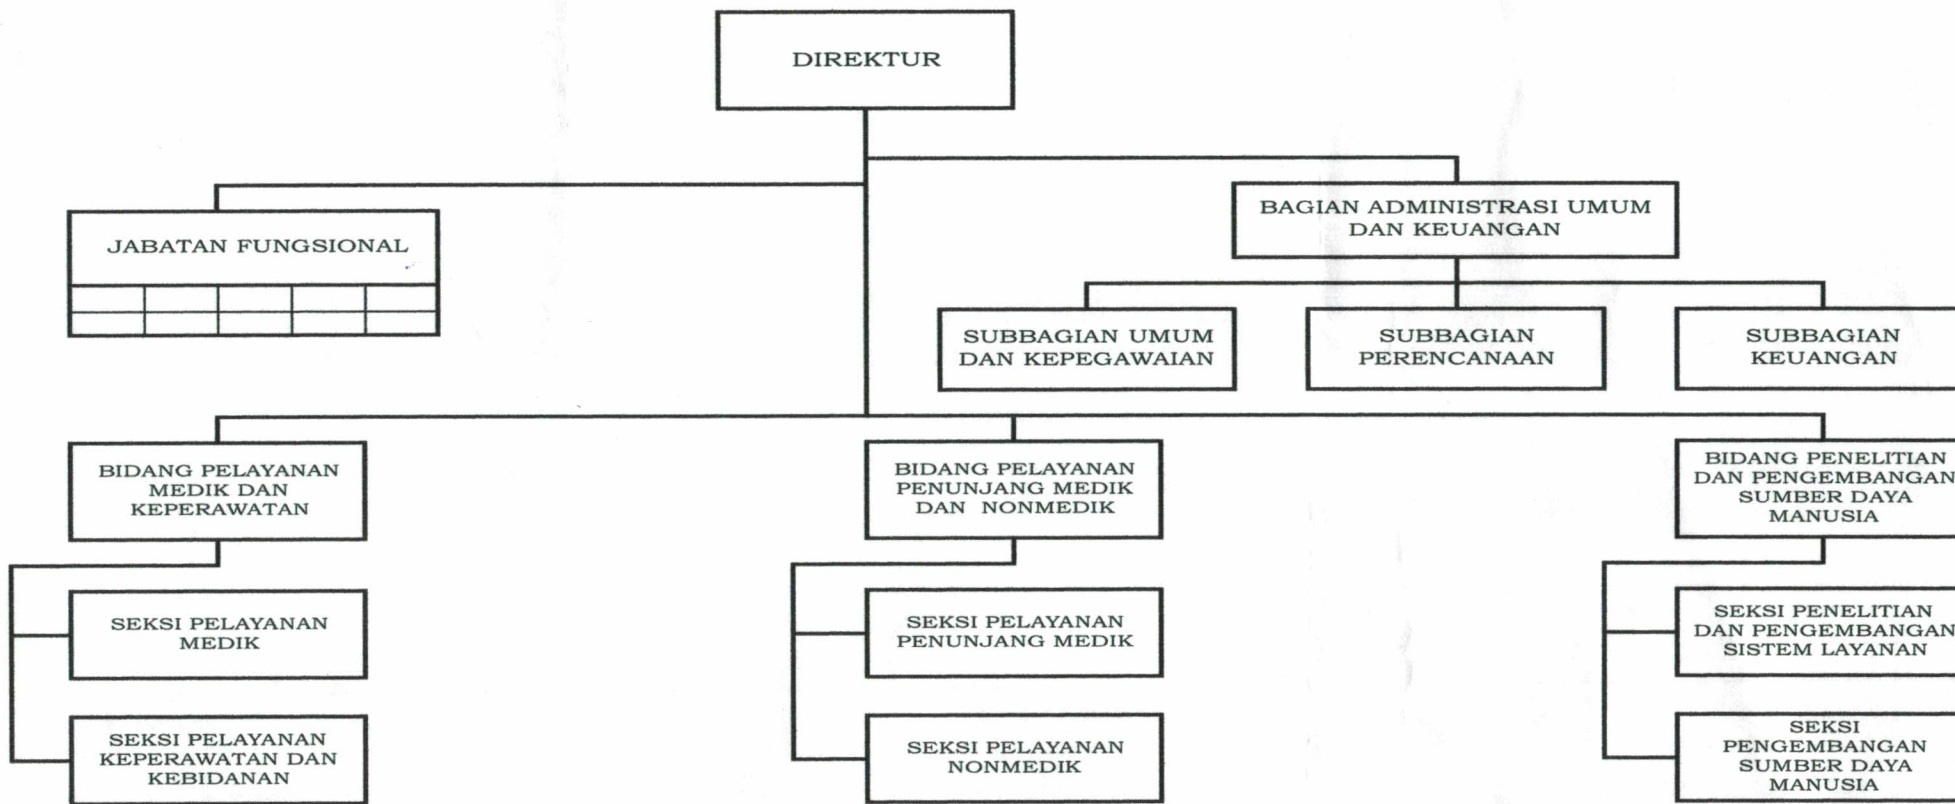 DIREKTUR
JABATAN FUNGSIONAL
BAGIAN ADMINISTRASI UMUM
DAN KEUANGAN
SUBBAGIAN UMUM
DAN KEPEGAWAIAN
SUBBAGIAN
PERENCANAAN
SUBBAGIAN
KEUANGAN
BIDANG PELAYANAN
MEDIK DAN
KEPERAWATAN
BIDANG PELAYANAN
PENUNJANG MEDIK
DAN NONMEDIK
BIDANG PENELITIAN
DAN PENGEMBANGAN
SUMBER DAYA
MANUSIA
SEKSI PELAYANAN
MEDIK
SEKSI PELAYANAN
PENUNJANG MEDIK
SEKSI PENELITIAN
DAN PENGEMBANGAN
SISTEM LAYANAN
SEKSI PELAYANAN
KEPERAWATAN DAN
KEBIDANAN
SEKSI PELAYANAN
NONMEDIK
SEKSI
PENGEMBANGAN
SUMBER DAYA
MANUSIA